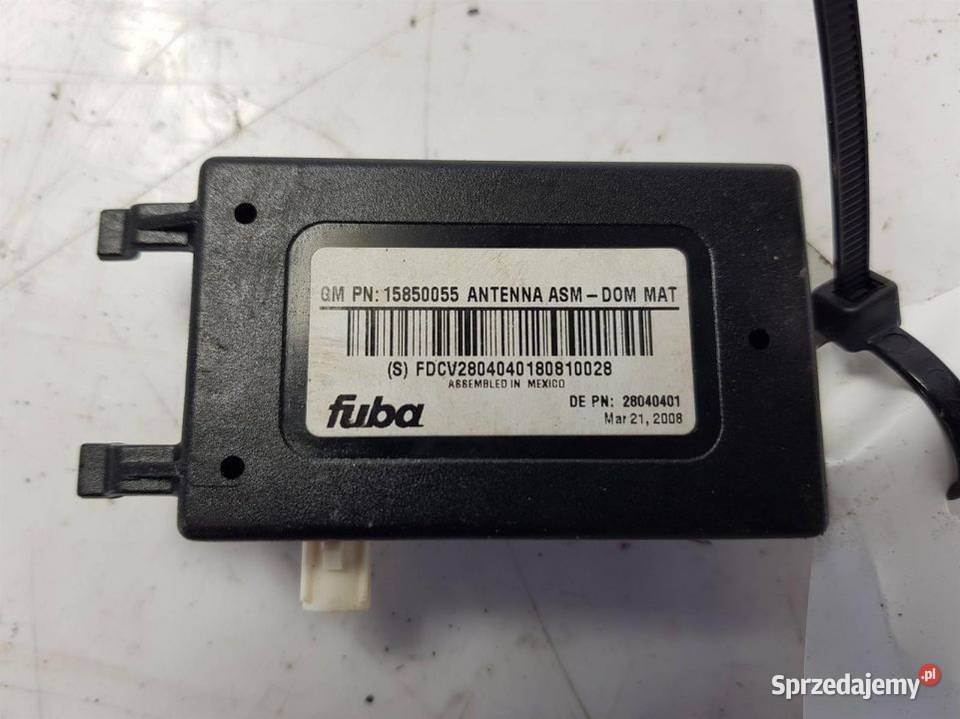 GM PN: 15850055 ANTENNA ASM - DOM MAT
(S) FDCV2804040180810028
ASSEMBLED IN MEXICO
fuba
DE PN: 28040401
Mar 21, 2008
Sprzedajemy.pl